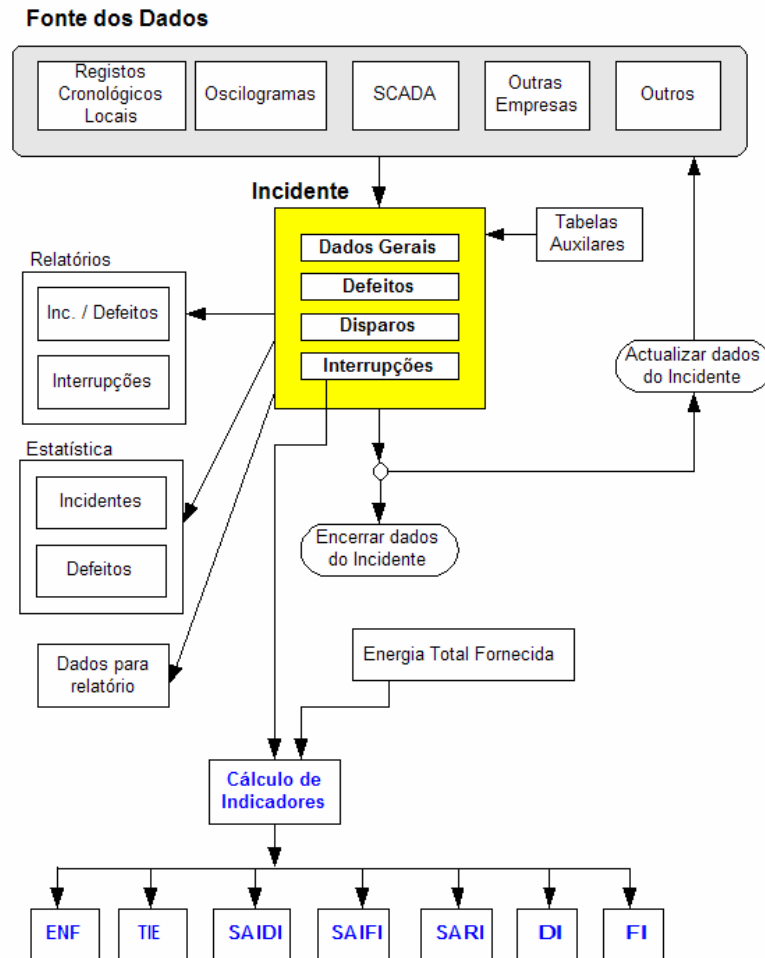 Fonte dos Dados
Registos
Cronológicos
Locais
Oscilogramas
SCADA
Outras
Empresas
Outros
Incidente
Dados Gerais
Defeitos
Disparos
Interrupções
Tabelas
Auxilares
Relatórios
Inc. / Defeitos
Interrupções
Actualizar dados
do Incidente
Estatística
Incidentes
Defeitos
Encerrar dados
do Incidente
Dados para
relatório
Energia Total Fornecida
Cálculo de
Indicadores
ENF
TIE
SAIDI
SAIFI
SARI
DI
FI